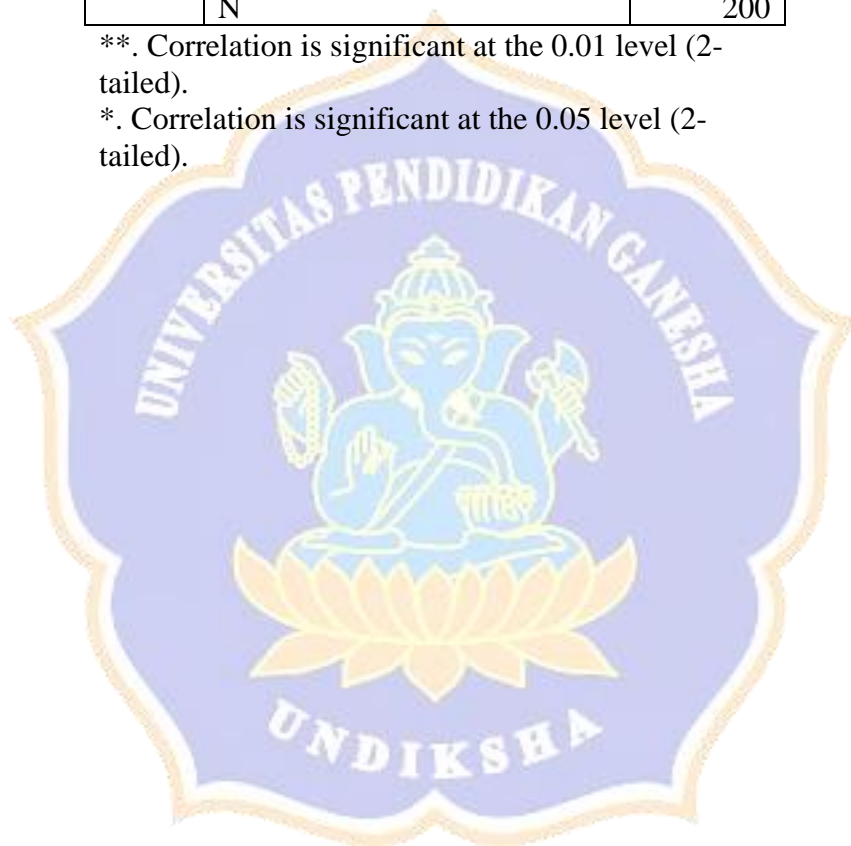 N 200
**. Correlation is significant at the 0.01 level (2-
tailed).
*. Correlation is significant at the 0.05 level (2-
tailed).
UNIVERSITAS PENDIDIKAN GANESHA
UNDIKSHA